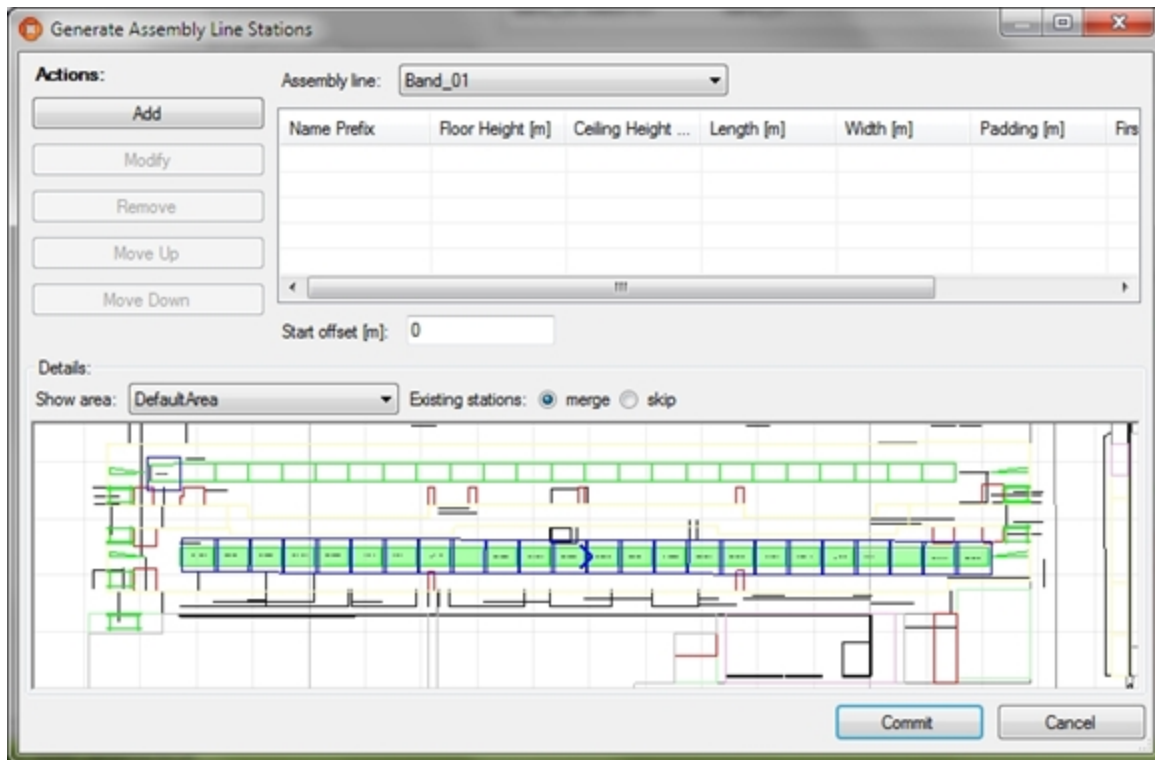 Generate Assembly Line Stations
Actions:
Add
Modify
Remove
Move Up
Move Down
Assembly line: Band_01
Name Prefix Floor Height [m] Ceiling Height ... Length [m] Width [m] Padding [m] Firs
Start offset [m]: 0
Details:
Show area: DefaultArea Existing stations: merge skip
Commit Cancel